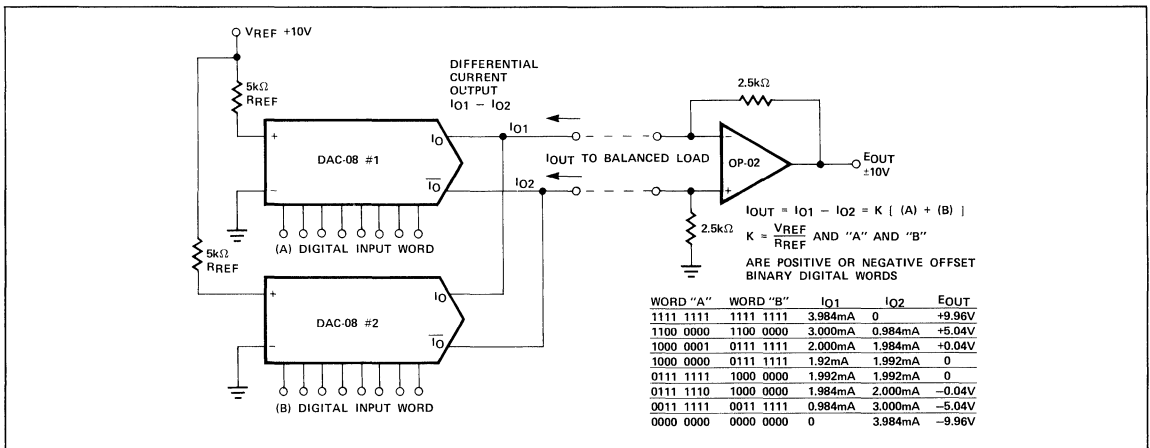 VREF +10V
5kΩ
RREF
DIFFERENTIAL
CURRENT
OUTPUT
IO1 − IO2
2.5kΩ
+
DAC-08 #1
−
IO
IO
IO1
IO2
IOUT TO BALANCED LOAD
−
OP-02
+
EOUT
±10V
(A) DIGITAL INPUT WORD
2.5kΩ
IOUT = IO1 − IO2 = K [ (A) + (B) ]
K = VREF
RREF AND "A" AND "B"
ARE POSITIVE OR NEGATIVE OFFSET
BINARY DIGITAL WORDS
5kΩ
RREF
+
DAC-08 #2
−
IO
IO
(B) DIGITAL INPUT WORD
WORD "A" WORD "B" IO1 IO2 EOUT
1111 1111 1111 1111 3.984mA 0 +9.96V
1100 0000 1100 0000 3.000mA 0.984mA +5.04V
1000 0001 0111 1111 2.000mA 1.984mA +0.04V
1000 0000 0111 1111 1.92mA 1.992mA 0
0111 1111 1000 0000 1.992mA 1.992mA 0
0111 1110 1000 0000 1.984mA 2.000mA −0.04V
0011 1111 0011 1111 0.984mA 3.000mA −5.04V
0000 0000 0000 0000 0 3.984mA −9.96V